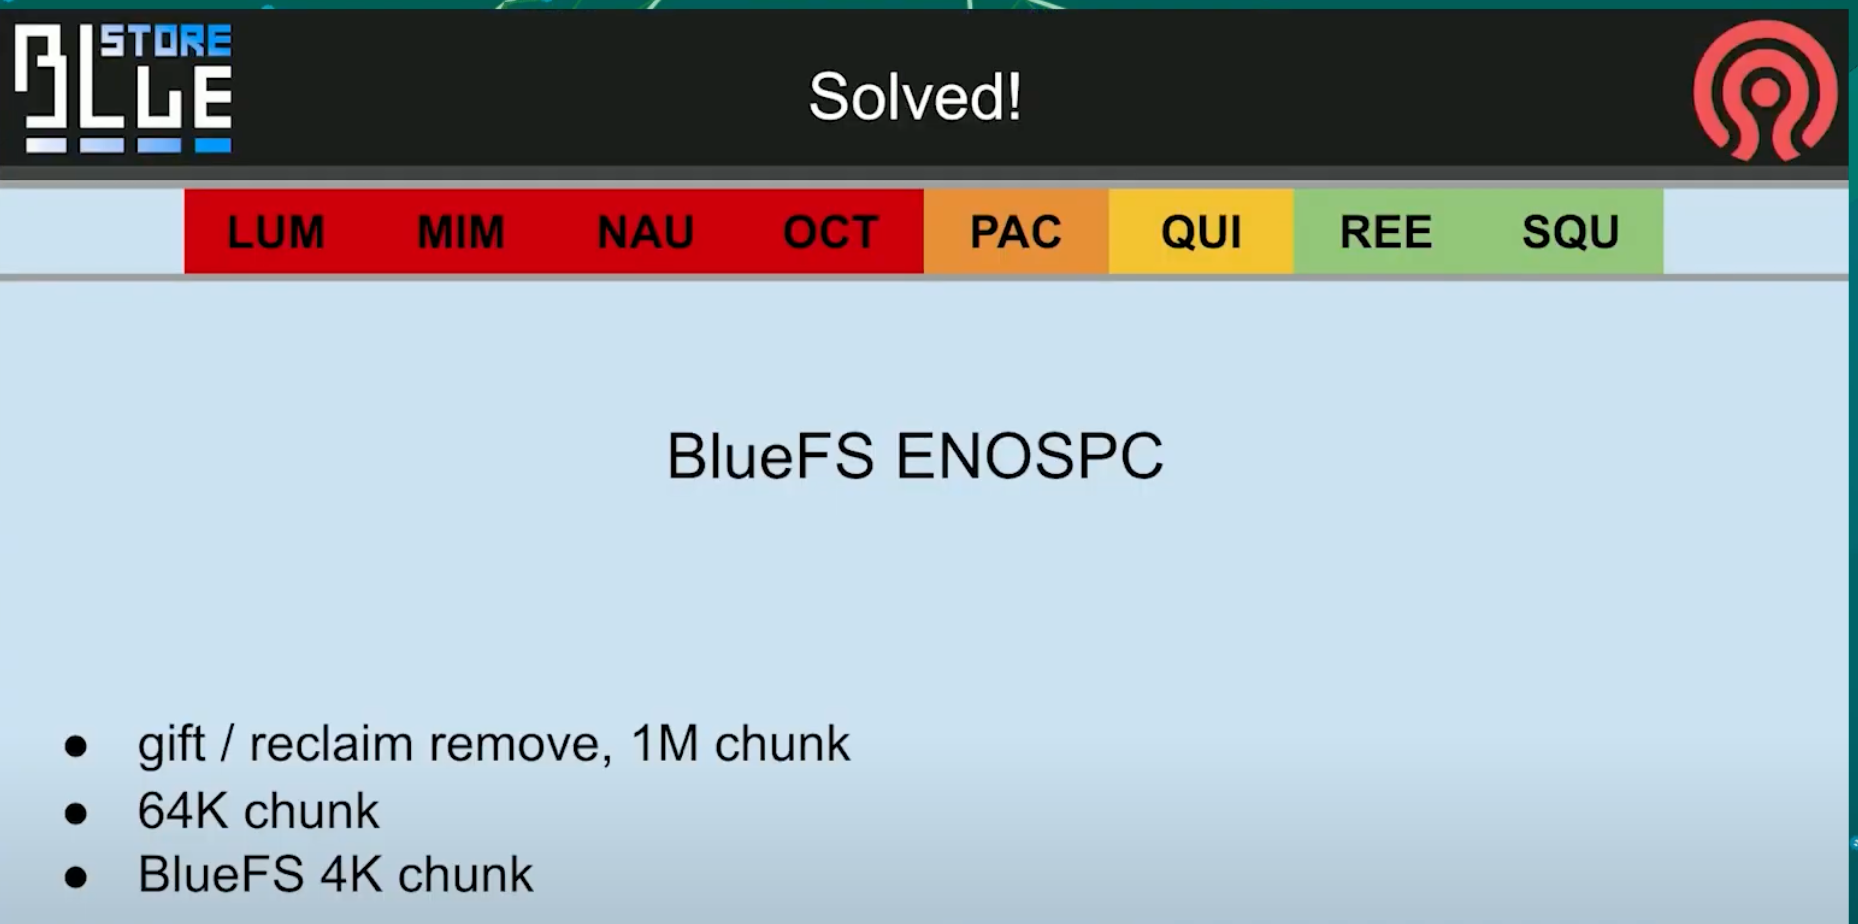 STORE
BLUE
Solved!
LUM MIM NAU OCT PAC QUI REE SQU
BlueFS ENOSPC
● gift / reclaim remove, 1M chunk
● 64K chunk
● BlueFS 4K chunk